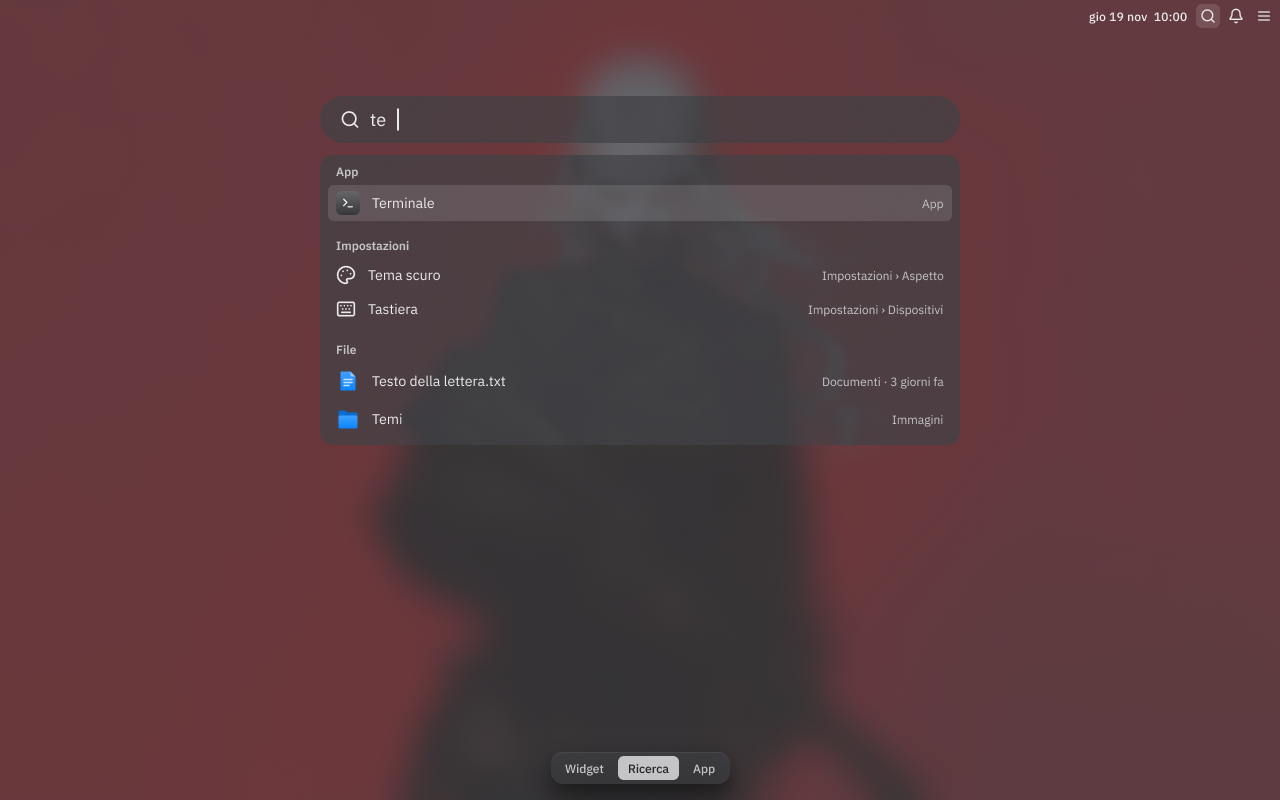 gio 19 nov 10:00
te
App
Terminale App
Impostazioni
Tema scuro Impostazioni › Aspetto
Tastiera Impostazioni › Dispositivi
File
Testo della lettera.txt Documenti · 3 giorni fa
Temi Immagini
Widget Ricerca App